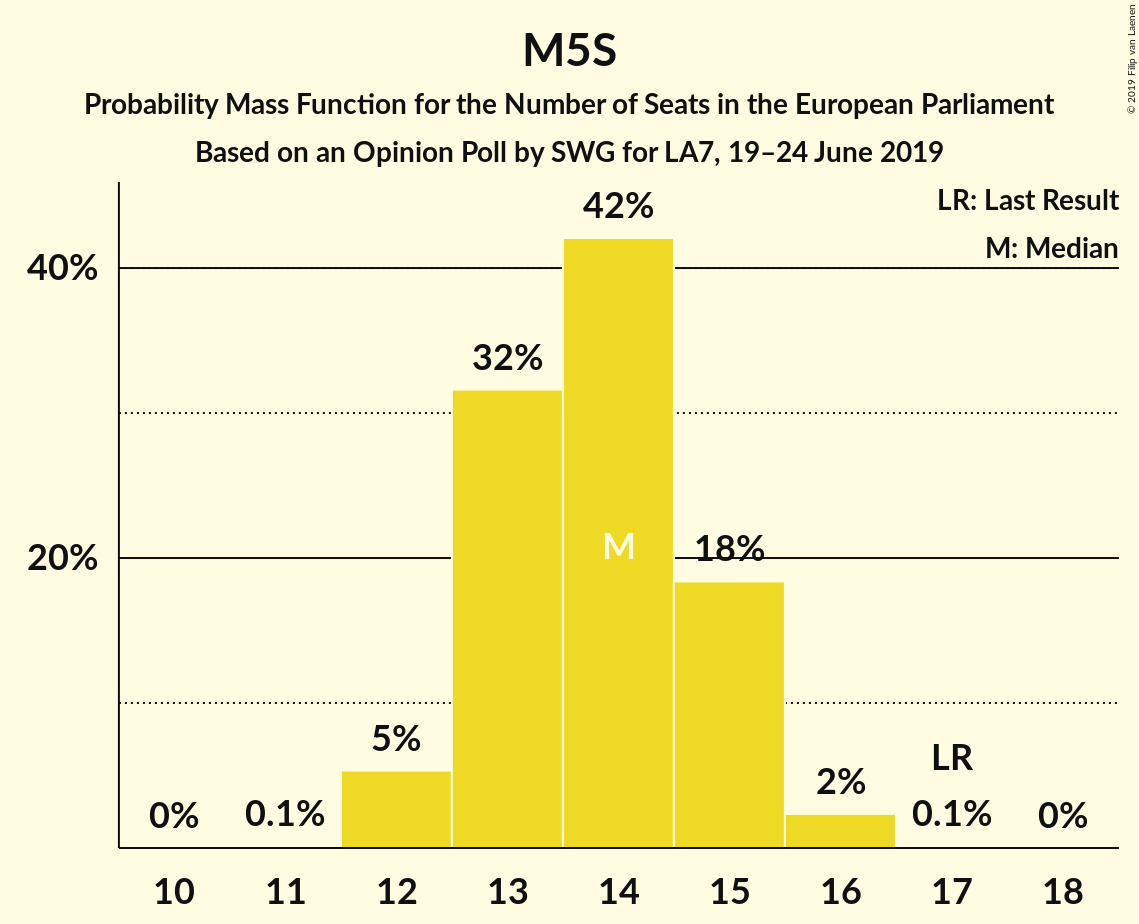 M5S
Probability Mass Function for the Number of Seats in the European Parliament
Based on an Opinion Poll by SWG for LA7, 19–24 June 2019
© 2019 Filip van Laenen
LR: Last Result
M: Median
40%
20%
0%
0.1%
5%
32%
42%
M
18%
2%
LR
0.1%
0%
10 11 12 13 14 15 16 17 18